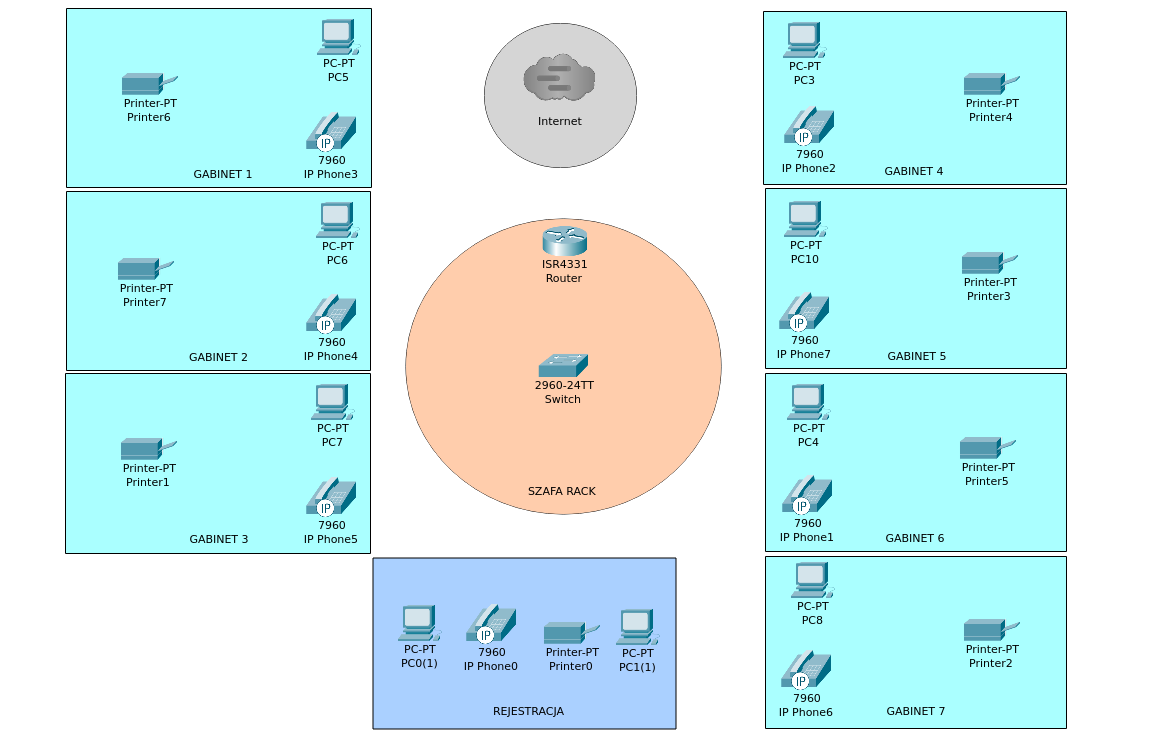 PC-PT
PC5
Printer-PT
Printer6
IP
7960
IP Phone3
GABINET 1
PC-PT
PC6
Printer-PT
Printer7
IP
7960
IP Phone4
GABINET 2
PC-PT
PC7
Printer-PT
Printer1
IP
7960
IP Phone5
GABINET 3
Internet
ISR4331
Router
2960-24TT
Switch
SZAFA RACK
PC-PT
PC0(1)
IP
7960
IP Phone0
Printer-PT
Printer0
PC-PT
PC1(1)
REJESTRACJA
PC-PT
PC3
Printer-PT
Printer4
IP
7960
IP Phone2
GABINET 4
PC-PT
PC10
Printer-PT
Printer3
IP
7960
IP Phone7
GABINET 5
PC-PT
PC4
Printer-PT
Printer5
IP
7960
IP Phone1
GABINET 6
PC-PT
PC8
Printer-PT
Printer2
IP
7960
IP Phone6
GABINET 7